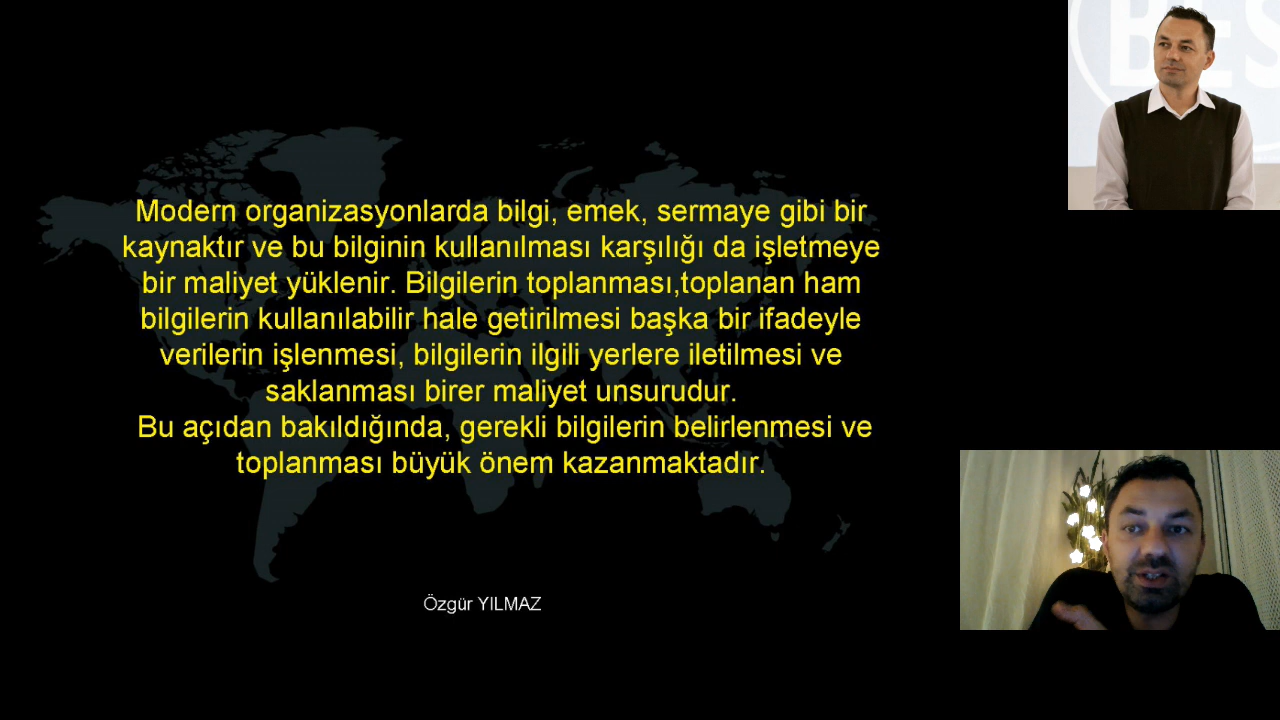 Modern organizasyonlarda bilgi, emek, sermaye gibi bir
kaynaktır ve bu bilginin kullanılması karşılığı da işletmeye
bir maliyet yüklenir. Bilgilerin toplanması,toplanan ham
bilgilerin kullanılabilir hale getirilmesi başka bir ifadeyle
verilerin işlenmesi, bilgilerin ilgili yerlere iletilmesi ve
saklanması birer maliyet unsurudur.
Bu açıdan bakıldığında, gerekli bilgilerin belirlenmesi ve
toplanması büyük önem kazanmaktadır.
Özgür YILMAZ